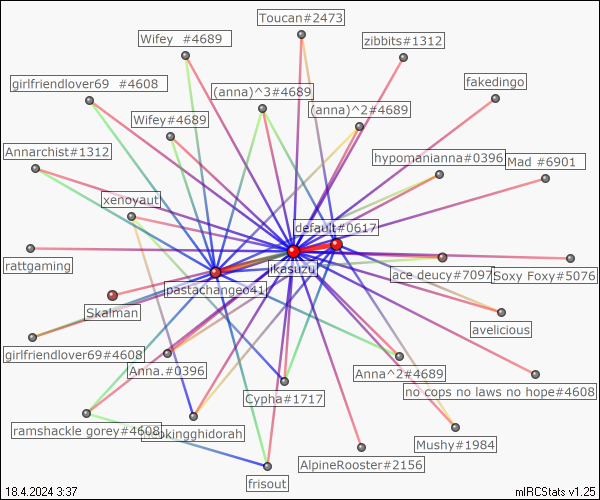 Toucan#2473
Wifey  #4689
zibbits#1312
girlfriendlover69  #4608
fakedingo
(anna)^3#4689
(anna)^2#4689
Wifey#4689
Annarchist#1312
hypomanianna#0396
Mad #6901
xenoyaut
default#0617
rattgaming
ikasuzu
ace deucy#7097
Soxy Foxy#5076
pastachangeo41
Skalman
avelicious
girlfriendlover69#4608
Anna.#0396
Anna^2#4689
no cops no laws no hope#4608
Cypha#1717
ramshackle gorey#4608
kingghidorah
Mushy#1984
AlpineRooster#2156
frisout
18.4.2024 3:37
mIRCStats v1.25